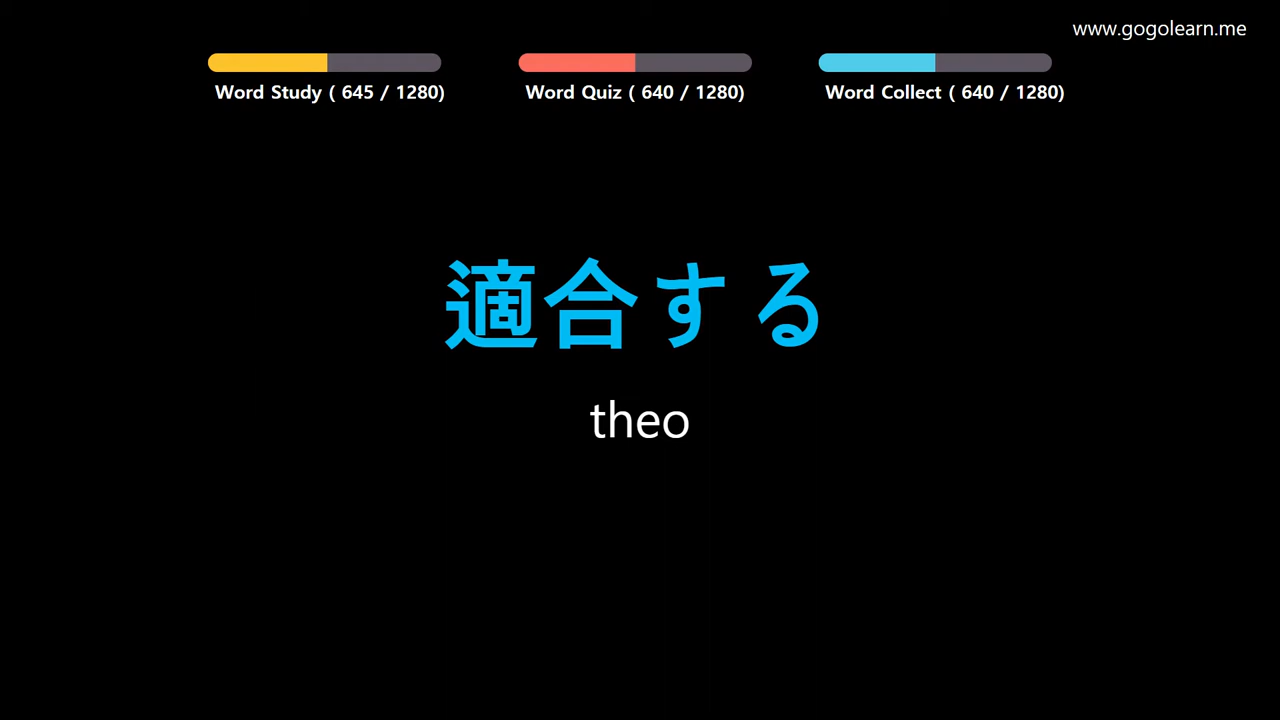 www.gogolearn.me
Word Study ( 645 / 1280)
Word Quiz ( 640 / 1280)
Word Collect ( 640 / 1280)
適合する
theo